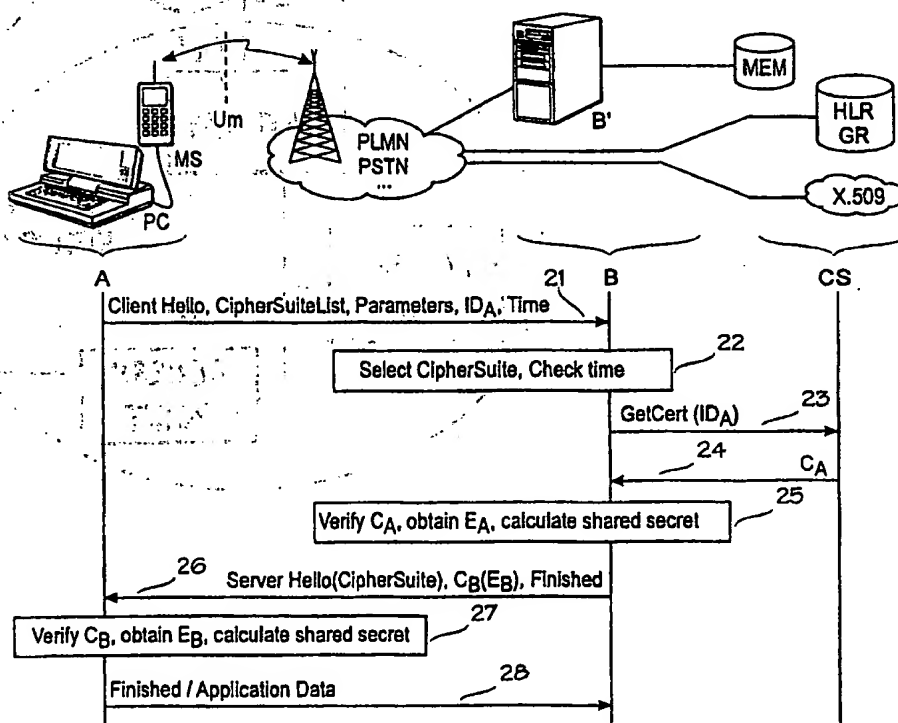 MEM
B'
HLR
GR
Um
PLMN
PSTN
...
MS
X.509
PC
A
B
CS
21
Client Hello, CipherSuiteList, Parameters, IDA, Time
22
Select CipherSuite, Check time
23
GetCert (IDA)
24
CA
25
Verify CA, obtain EA, calculate shared secret
26
Server Hello(CipherSuite), CB(EB), Finished
27
Verify CB, obtain EB, calculate shared secret
28
Finished / Application Data